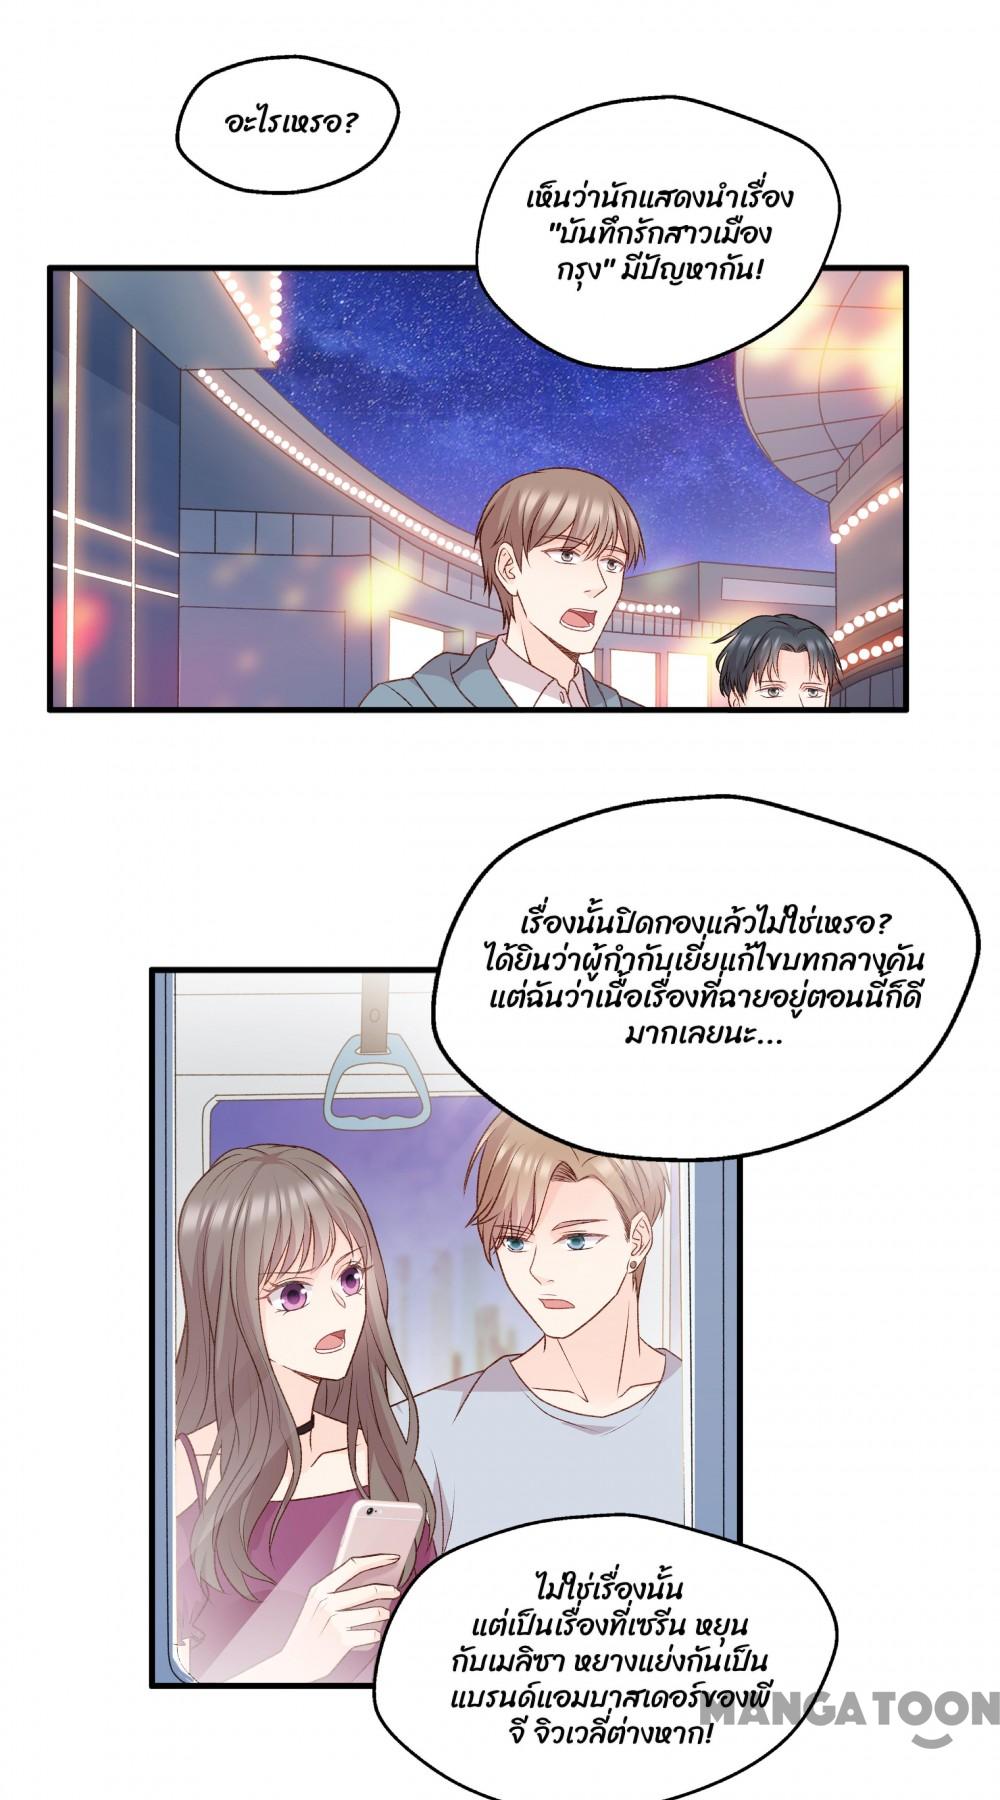 อะไรเหรอ?
เห็นว่านักแสดงนำเรื่อง
"บันทึกรักสาวเมือง
กรุง" มีปัญหากัน!
เรื่องนั้นปิดกองแล้วไม่ใช่เหรอ?
ได้ยินว่าผู้กำกับเยี่ยแก้ไขบทกลางคัน
แต่ฉันว่าเนื้อเรื่องที่ฉายอยู่ตอนนี้ก็ดี
มากเลยนะ...
ไม่ใช่เรื่องนั้น
แต่เป็นเรื่องที่เซรีน หยุน
กับเมลิซา หยางแย่งกันเป็น
แบรนด์แอมบาสเดอร์ของพี
จี จิวเวลี่ต่างหาก!
MANGATOON